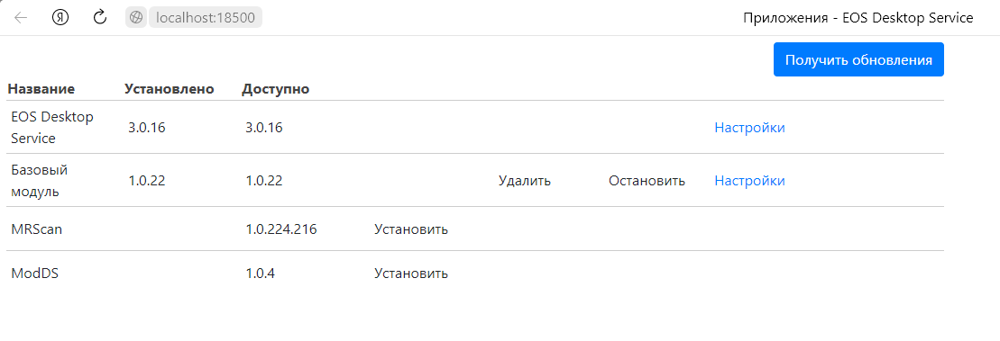 Я localhost:18500 Приложения - EOS Desktop Service
Получить обновления
Название Установлено Доступно
EOS Desktop
Service 3.0.16 3.0.16 Настройки
Базовый
модуль 1.0.22 1.0.22 Удалить Остановить Настройки
MRScan 1.0.224.216 Установить
ModDS 1.0.4 Установить